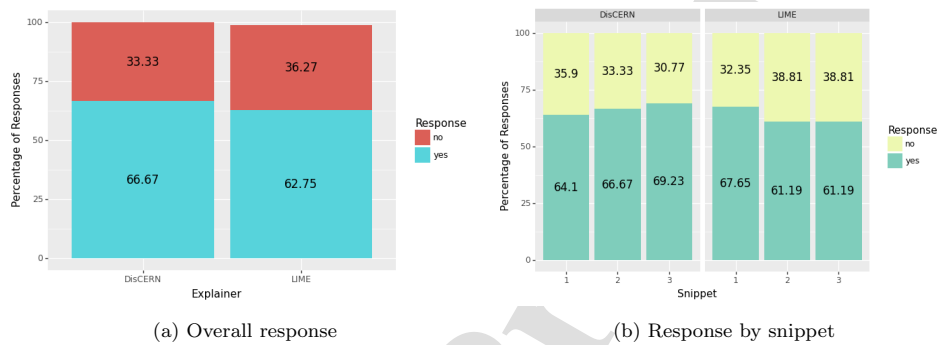 100
75
50
25
0
Percentage of Responses
33.33
36.27
66.67
62.75
DisCERN
LIME
Explainer
Response
no
yes
(a) Overall response
DisCERN
LIME
100
75
50
25
0
Percentage of Responses
35.9
33.33
30.77
32.35
38.81
38.81
64.1
66.67
69.23
67.65
61.19
61.19
1
2
3
1
2
3
Snippet
Response
no
yes
(b) Response by snippet